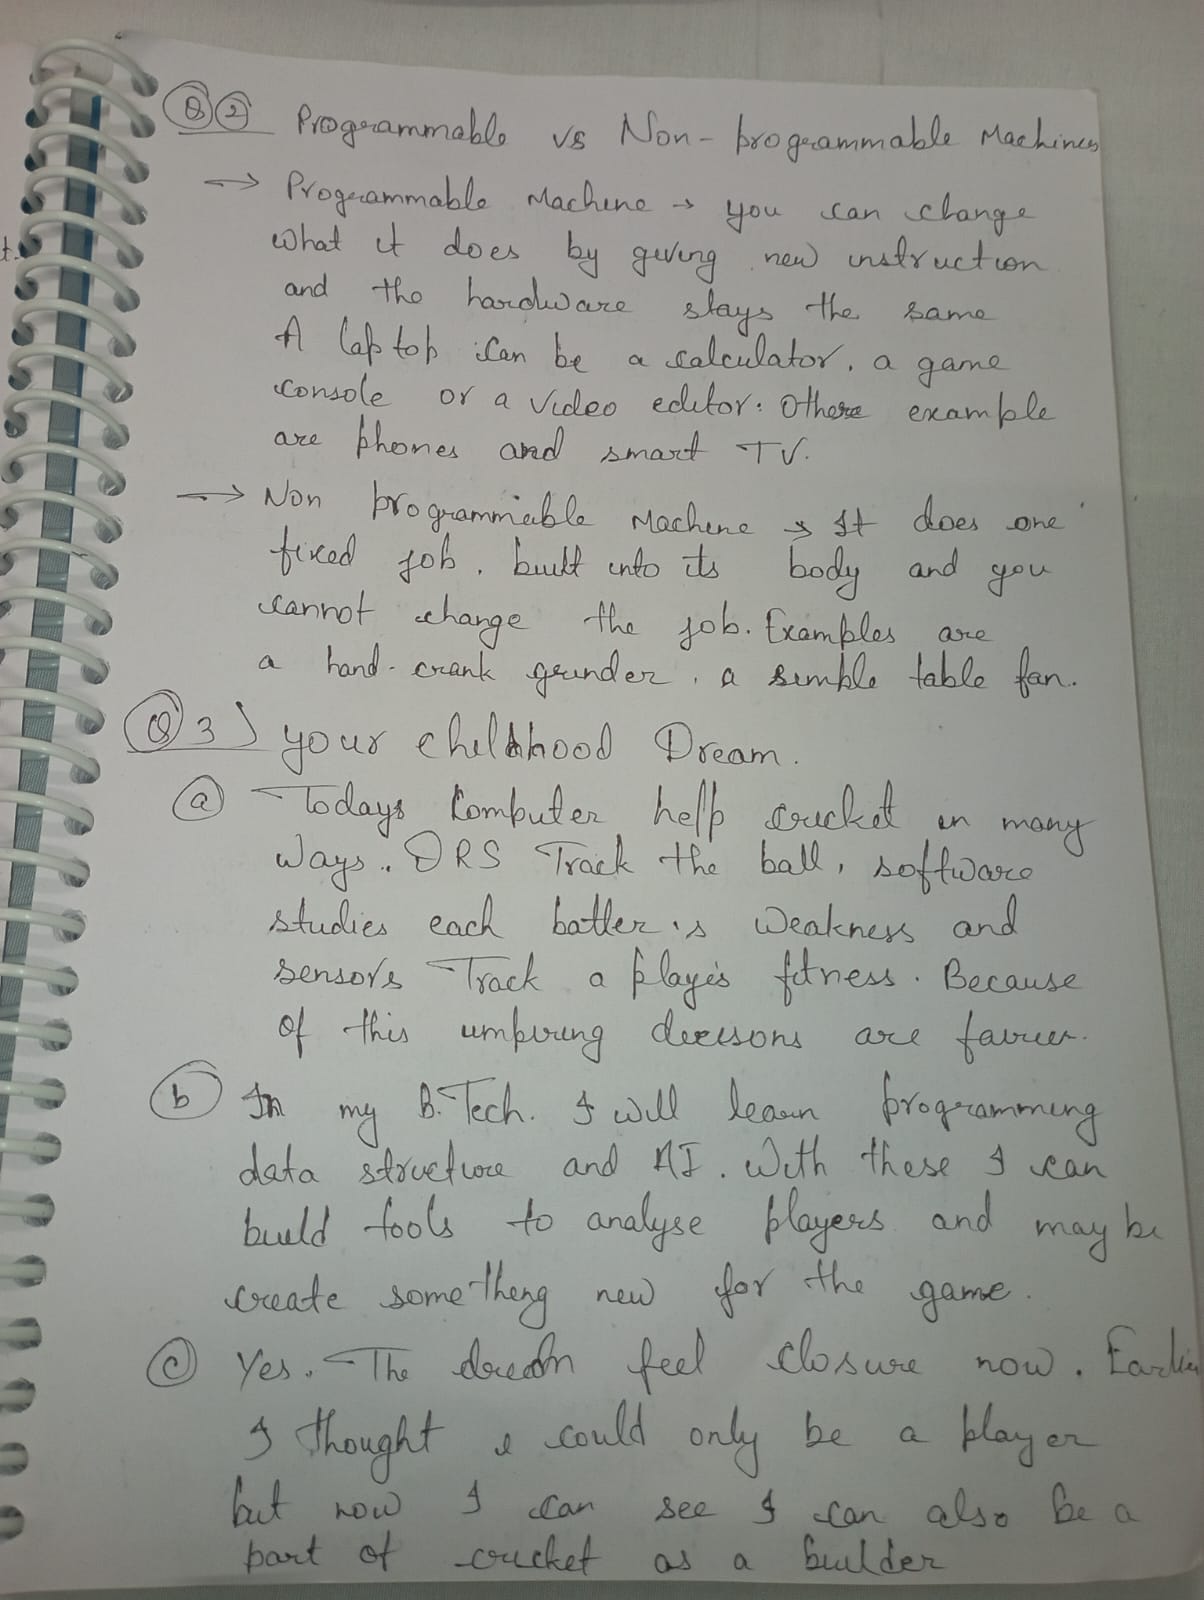 Q2 Programmable vs Non-programmable Machines
→ Programmable Machine → you can change
what it does by giving new instruction
and the hardware stays the same
A laptop can be a calculator, a game
console or a video editor. Othere example
are phones and smart TV.
→ Non programmable Machine → It does one
fixed job, built into its body and you
cannot change the job. Examples are
a hand-crank grinder, a simple table fan.
Q3) your childhood Dream.
a Todays Computer help cricket in many
ways. DRS Track the ball, software
studies each batter's weakness and
sensors Track a playe's fitness. Because
of this umpiring decisons are fairer.
b In my B.Tech. I will learn programming
data structure and AI. With these I can
build tools to analyse players and may be
create something new for the game.
c Yes. The dream feel closure now.
I thought I could only be a player
but now I can see I can also be a
part of cricket as a builder
t.